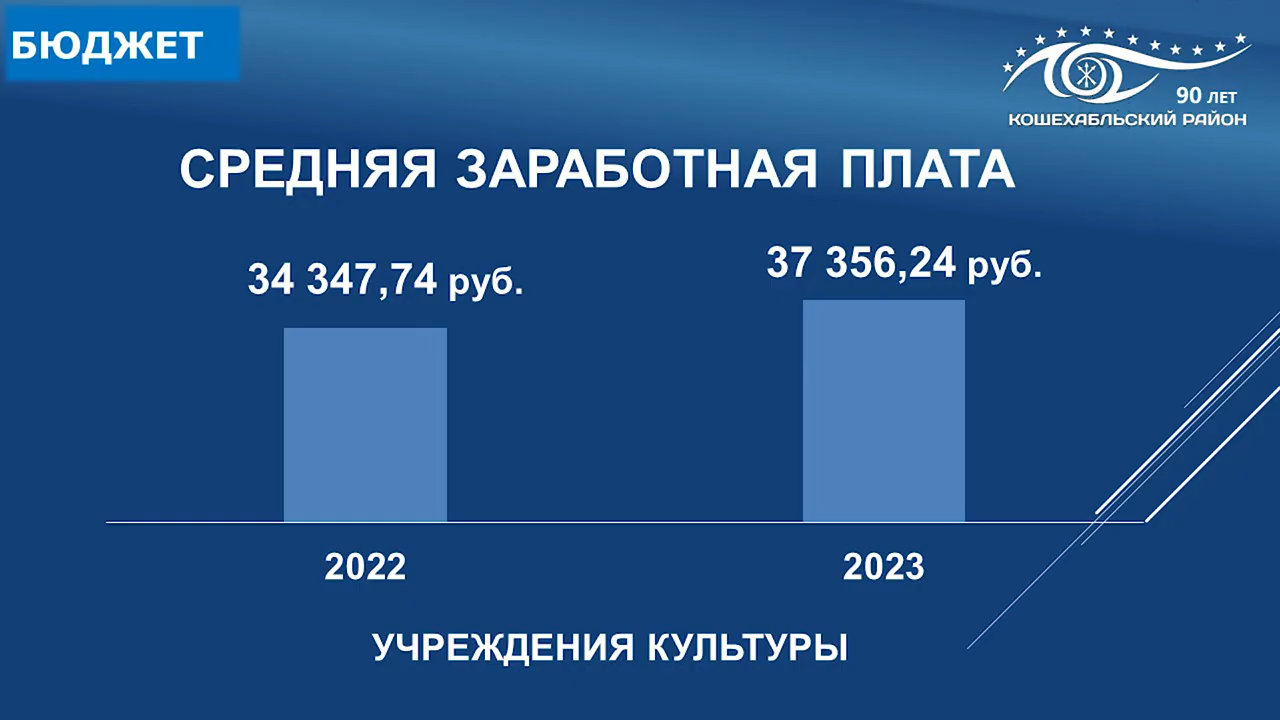 БЮДЖЕТ
90 ЛЕТ
КОШЕХАБЛЬСКИЙ РАЙОН
СРЕДНЯЯ ЗАРАБОТНАЯ ПЛАТА
34 347,74 руб.
37 356,24 руб.
2022
2023
УЧРЕЖДЕНИЯ КУЛЬТУРЫ